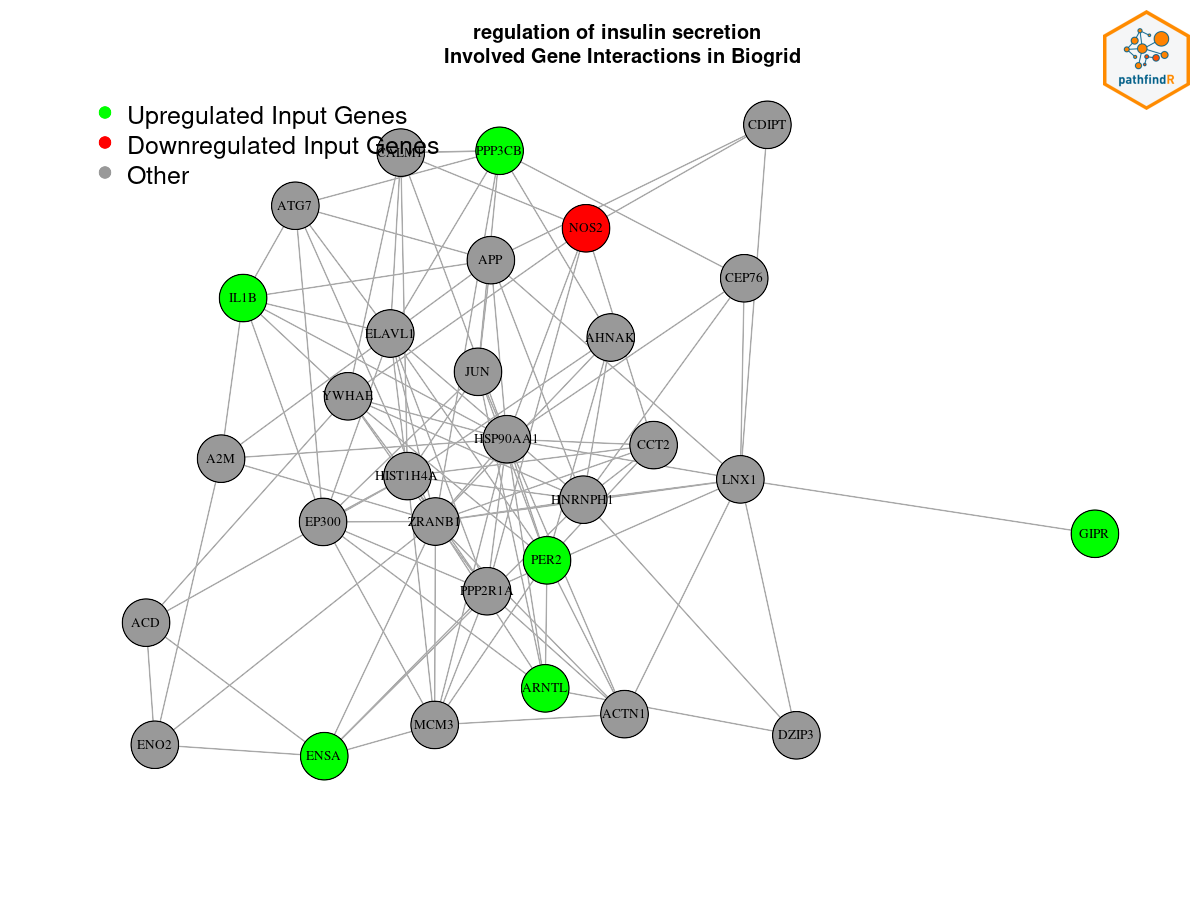 regulation of insulin secretion
Involved Gene Interactions in Biogrid
pathfindR
Upregulated Input Genes
Downregulated Input Genes
Other
CDIPT
CALM1
PPP3CB
ATG7
NOS2
APP
CEP76
IL1B
ELAVL1
AHNAK
JUN
YWHAE
HSP90AA1
CCT2
A2M
HIST1H4A
LNX1
HNRNPH1
EP300
ZRANB1
GIPR
PER2
PPP2R1A
ACD
ARNTL
ACTN1
MCM3
DZIP3
ENO2
ENSA